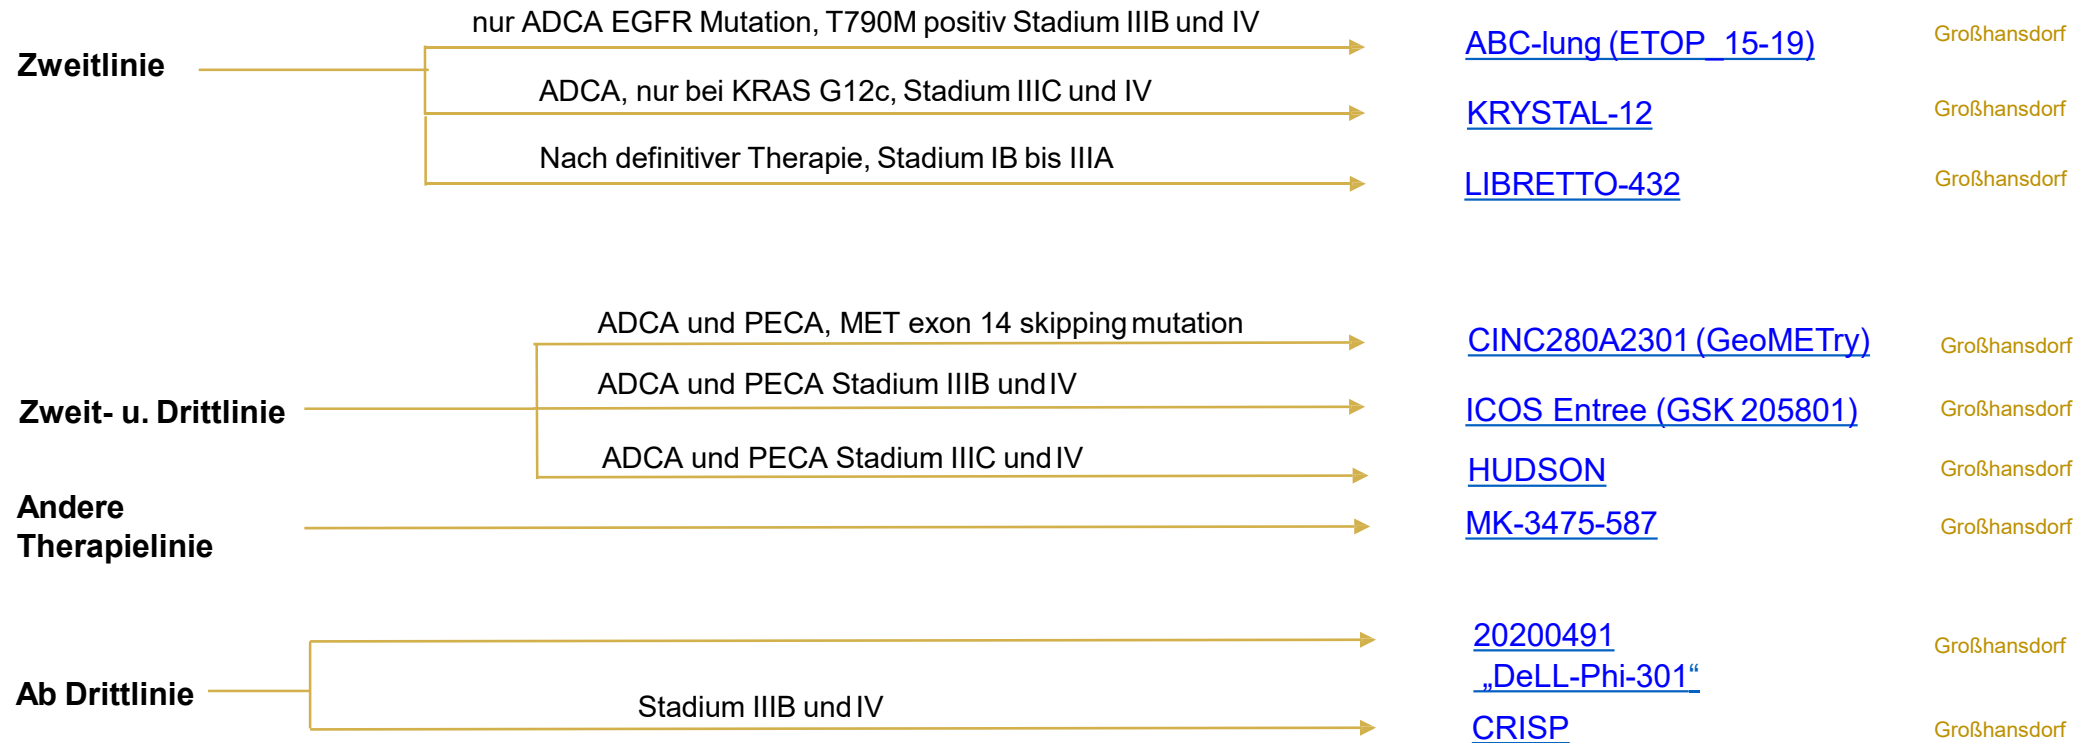 nur ADCA EGFR Mutation, T790M positiv Stadium IIIB und IV
Zweitlinie
ABC-lung (ETOP_15-19)
Großhansdorf
ADCA, nur bei KRAS G12c, Stadium IIIC und IV
KRYSTAL-12
Großhansdorf
Nach definitiver Therapie, Stadium IB bis IIIA
LIBRETTO-432
Großhansdorf
ADCA und PECA, MET exon 14 skipping mutation
CINC280A2301 (GeoMETry)
Großhansdorf
ADCA und PECA Stadium IIIB und IV
Zweit- u. Drittlinie
ICOS Entree (GSK 205801)
Großhansdorf
ADCA und PECA Stadium IIIC und IV
HUDSON
Großhansdorf
Andere
Therapielinie
MK-3475-587
Großhansdorf
20200491
„DeLL-Phi-301“
Großhansdorf
Ab Drittlinie
Stadium IIIB und IV
CRISP
Großhansdorf